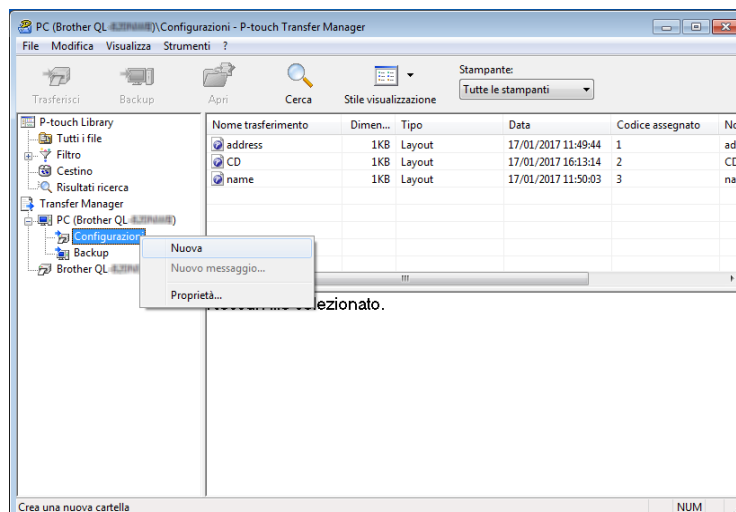 PC (Brother QL-)\Configurazioni - P-touch Transfer Manager
File Modifica Visualizza Strumenti ?
Trasferisci Backup Apri Cerca Stile visualizzazione
Stampante:
Tutte le stampanti
P-touch Library
Tutti i file
Filtro
Cestino
Risultati ricerca
Transfer Manager
PC (Brother QL-)
Configurazioni
Backup
Brother QL-
Nuova
Nuovo messaggio...
Proprietà...
Nome trasferimento Dimen... Tipo Data Codice assegnato No
address 1KB Layout 17/01/2017 11:49:44 1 ad
CD 1KB Layout 17/01/2017 16:13:14 2 CD
name 1KB Layout 17/01/2017 11:50:03 3 na
selezionato.
Crea una nuova cartella NUM